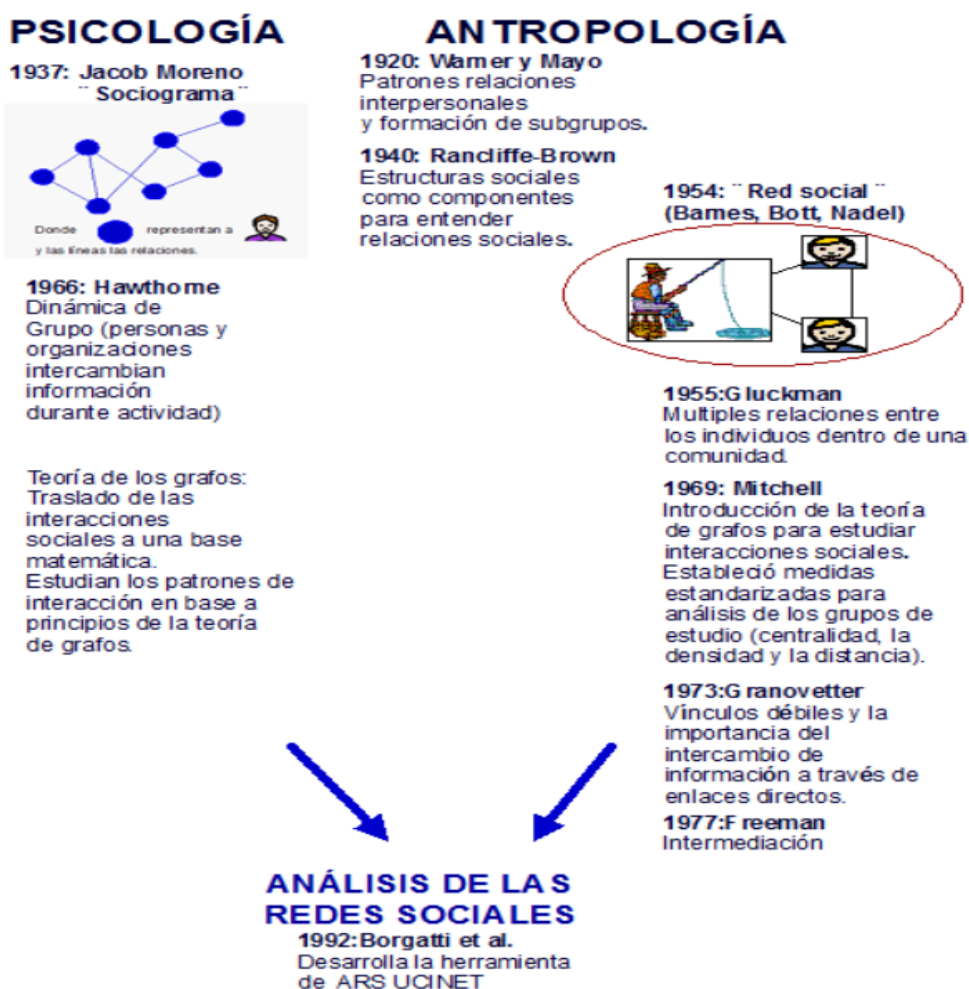 PSICOLOGÍA
1937: Jacob Moreno
¨ Sociograma¨
Donde representan a
y las líneas las relaciones.
1966: Hawthorne
Dinámica de
Grupo (personas y
organizaciones
intercambian
información
durante actividad)
Teoría de los grafos:
Traslado de las
interacciones
sociales a una base
matemática.
Estudian los patrones de
interacción en base a
principios de la teoría
de grafos.
ANTROPOLOGÍA
1920: Warner y Mayo
Patrones relaciones
interpersonales
y formación de subgrupos.
1940: Rancliffe-Brown
Estructuras sociales
como componentes
para entender
relaciones sociales.
1954: ¨ Red social ¨
(Barnes, Bott, Nadel)
1955:Gluckman
Multiples relaciones entre
los individuos dentro de una
comunidad.
1969: Mitchell
Introducción de la teoría
de grafos para estudiar
interacciones sociales.
Estableció medidas
estandarizadas para
análisis de los grupos de
estudio (centralidad, la
densidad y la distancia).
1973:Granovetter
Vínculos débiles y la
importancia del
intercambio de
información a través de
enlaces directos.
1977:Freeman
Intermediación
ANÁLISIS DE LAS
REDES SOCIALES
1992:Borgatti et al.
Desarrolla la herramienta
de ARS UCINET